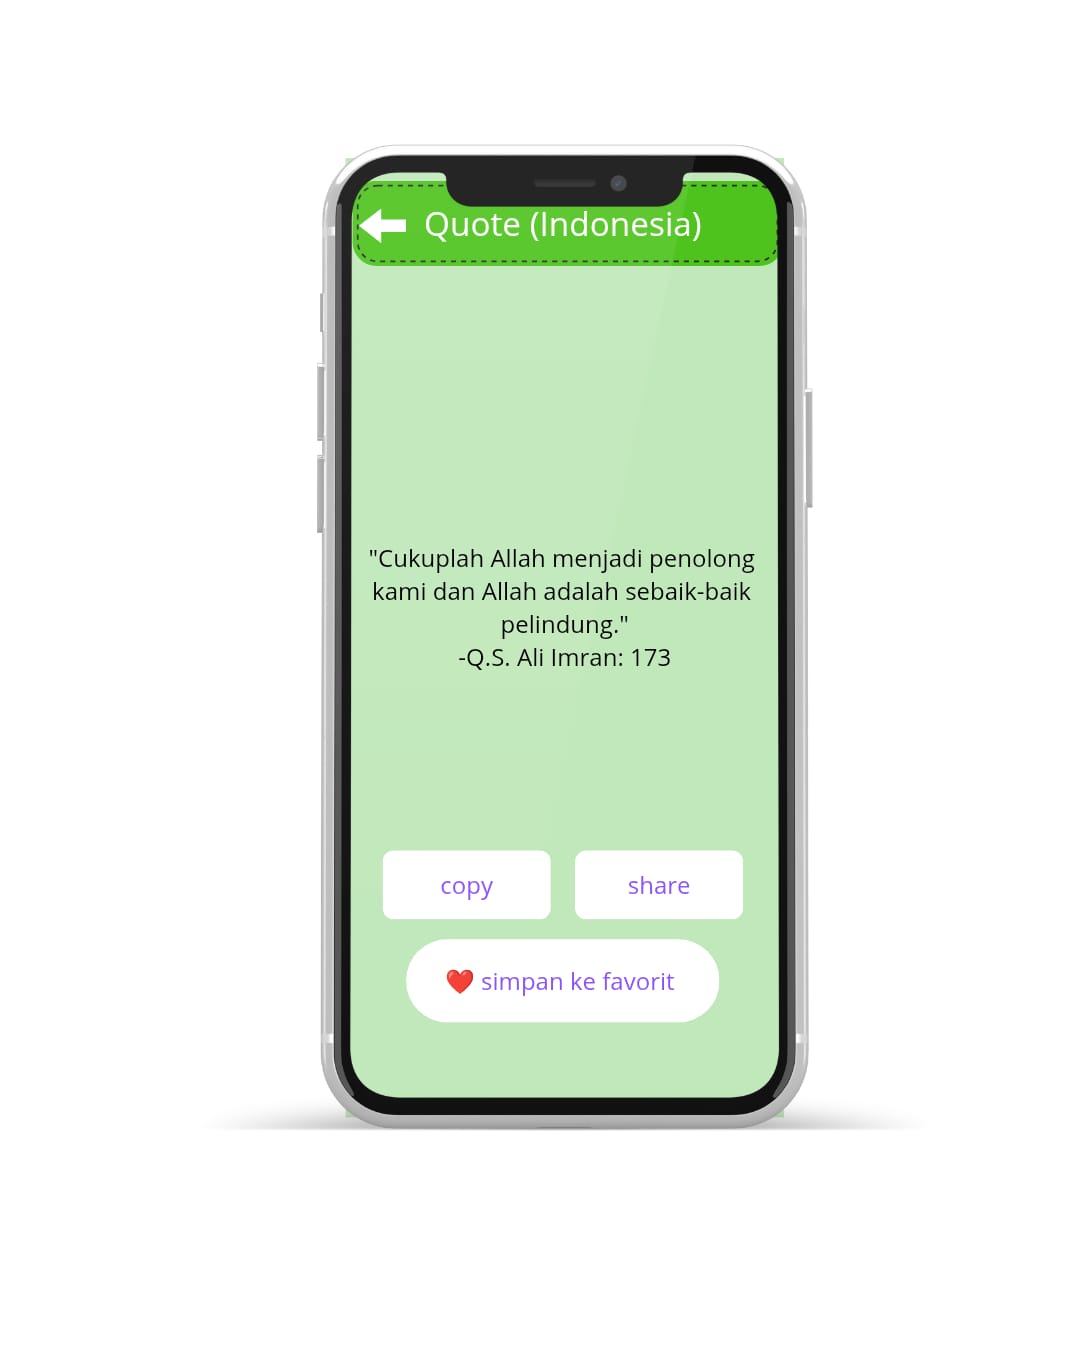 Quote (Indonesia)
"Cukuplah Allah menjadi penolong
kami dan Allah adalah sebaik-baik
pelindung."
-Q.S. Ali Imran: 173
copy
share
❤️ simpan ke favorit